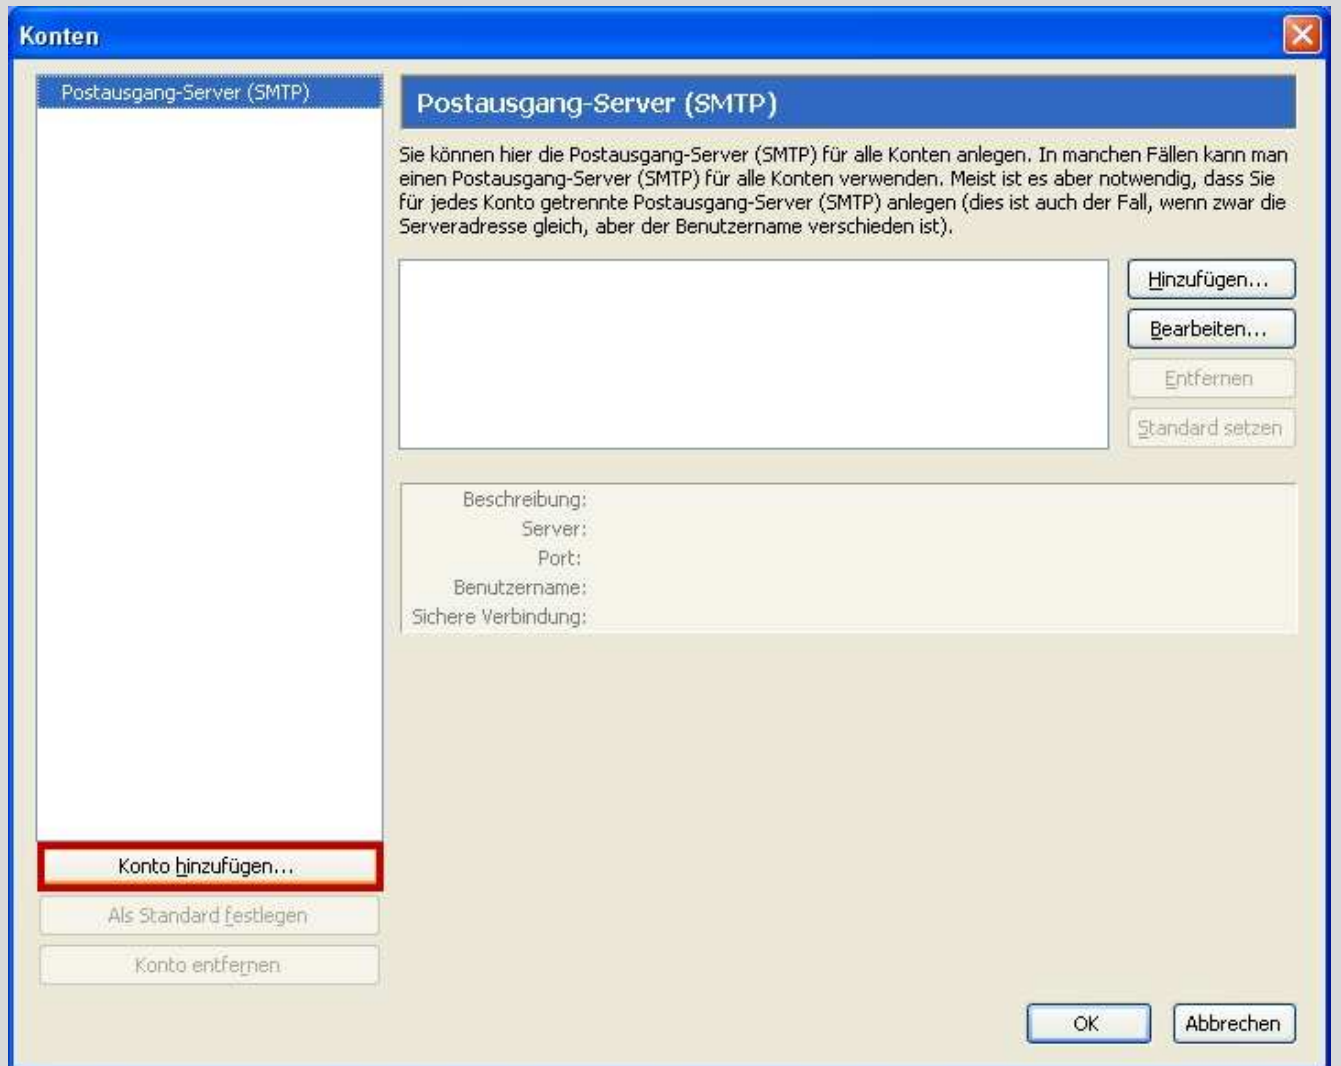 Konten
Postausgang-Server (SMTP)
Postausgang-Server (SMTP)
Sie können hier die Postausgang-Server (SMTP) für alle Konten anlegen. In manchen Fällen kann man
einen Postausgang-Server (SMTP) für alle Konten verwenden. Meist ist es aber notwendig, dass Sie
für jedes Konto getrennte Postausgang-Server (SMTP) anlegen (dies ist auch der Fall, wenn zwar die
Serveradresse gleich, aber der Benutzername verschieden ist).
Hinzufügen...
Bearbeiten...
Entfernen
Standard setzen
Beschreibung:
Server:
Port:
Benutzername:
Sichere Verbindung:
Konto hinzufügen...
Als Standard festlegen
Konto entfernen
OK
Abbrechen